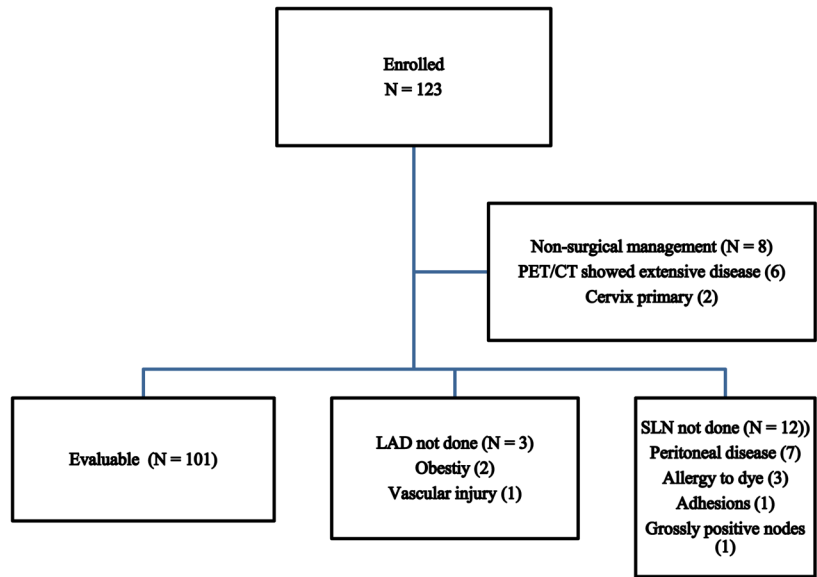 Enrolled
N = 123
Non-surgical management (N = 8)
PET/CT showed extensive disease (6)
Cervix primary (2)
Evaluable (N = 101)
LAD not done (N = 3)
Obestiy (2)
Vascular injury (1)
SLN not done (N = 12))
Peritoneal disease (7)
Allergy to dye (3)
Adhesions (1)
Grossly positive nodes
(1)